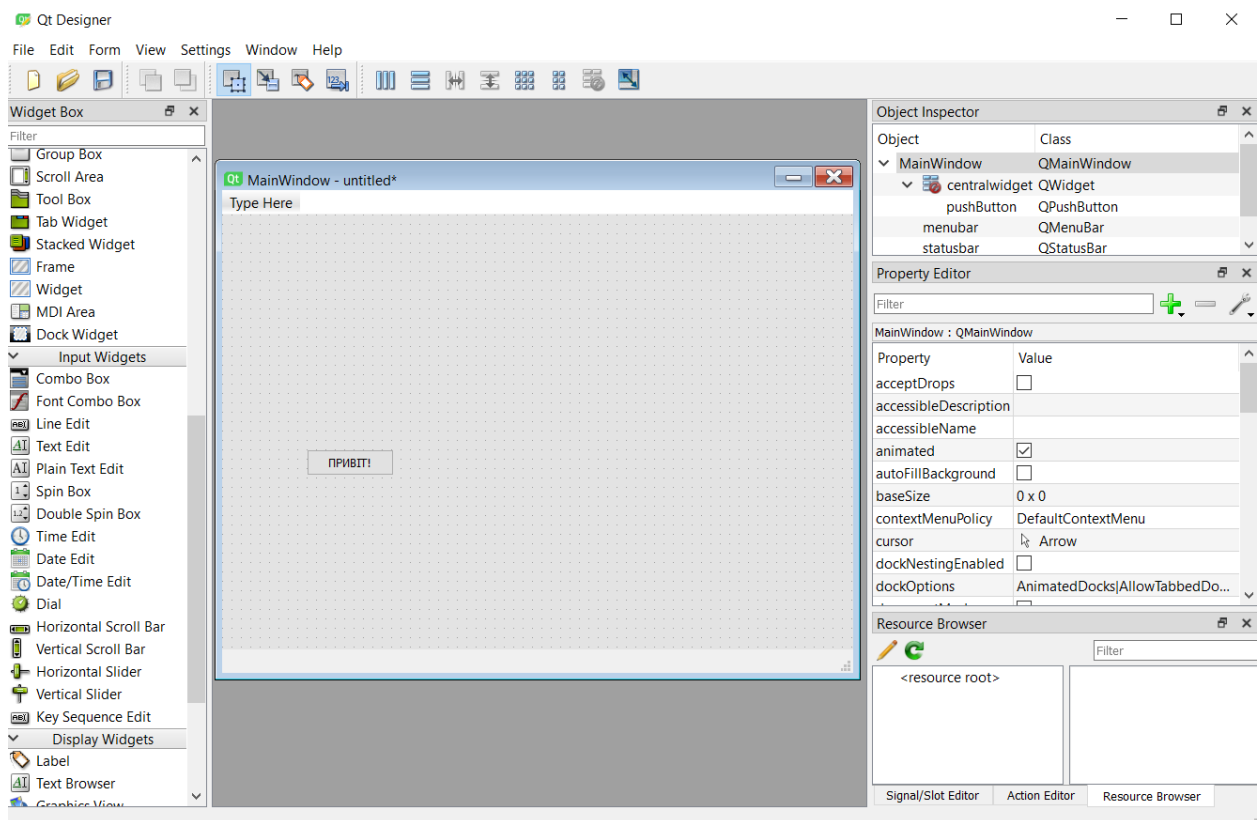 Qt Designer
File Edit Form View Settings Window Help
Widget Box
Filter
Group Box
Scroll Area
Tool Box
Tab Widget
Stacked Widget
Frame
Widget
MDI Area
Dock Widget
Input Widgets
Combo Box
Font Combo Box
Line Edit
Text Edit
Plain Text Edit
Spin Box
Double Spin Box
Time Edit
Date Edit
Date/Time Edit
Dial
Horizontal Scroll Bar
Vertical Scroll Bar
Horizontal Slider
Vertical Slider
Key Sequence Edit
Display Widgets
Label
Text Browser
Graphics View
MainWindow - untitled*
Type Here
ПРИВІТ!
Object Inspector
Object Class
MainWindow QMainWindow
centralwidget QWidget
pushButton QPushButton
menubar QMenuBar
statusbar QStatusBar
Property Editor
Filter
MainWindow : QMainWindow
Property Value
acceptDrops
accessibleDescription
accessibleName
animated
autoFillBackground
baseSize 0 x 0
contextMenuPolicy DefaultContextMenu
cursor Arrow
dockNestingEnabled
dockOptions AnimatedDocks|AllowTabbedDo...
Resource Browser
Filter
<resource root>
Signal/Slot Editor Action Editor Resource Browser